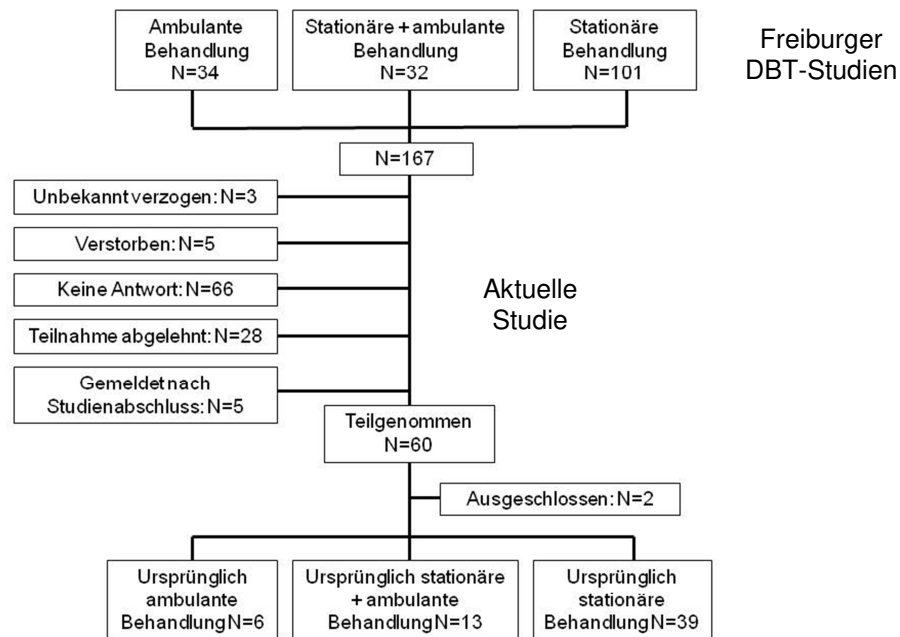 Ambulante
Behandlung
N=34
Stationäre + ambulante
Behandlung
N=32
Stationäre
Behandlung
N=101
Freiburger
DBT-Studien
N=167
Unbekannt verzogen: N=3
Verstorben: N=5
Keine Antwort: N=66
Aktuelle
Studie
Teilnahme abgelehnt: N=28
Gemeldet nach
Studienabschluss: N=5
Teilgenommen
N=60
Ausgeschlossen: N=2
Ursprünglich
ambulante
Behandlung N=6
Ursprünglich stationäre
+ ambulante
Behandlung N=13
Ursprünglich
stationäre
Behandlung N=39